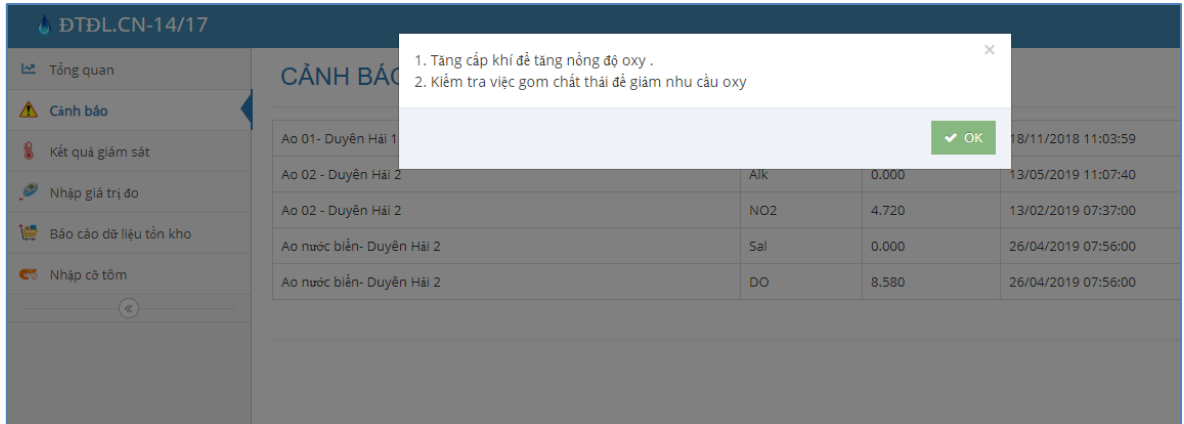 ĐTĐL.CN-14/17
Tổng quan
Cảnh báo
Kết quả giám sát
Nhập giá trị đo
Báo cáo dữ liệu tồn kho
Nhập cỡ tôm
CẢNH BÁO
1. Tăng cấp khí để tăng nồng độ oxy .
2. Kiểm tra việc gom chất thải để giảm nhu cầu oxy
OK
Ao 01- Duyên Hải 1 18/11/2018 11:03:59
Ao 02 - Duyên Hải 2 Alk 0.000 13/05/2019 11:07:40
Ao 02 - Duyên Hải 2 NO2 4.720 13/02/2019 07:37:00
Ao nước biển- Duyên Hải 2 Sal 0.000 26/04/2019 07:56:00
Ao nước biển- Duyên Hải 2 DO 8.580 26/04/2019 07:56:00